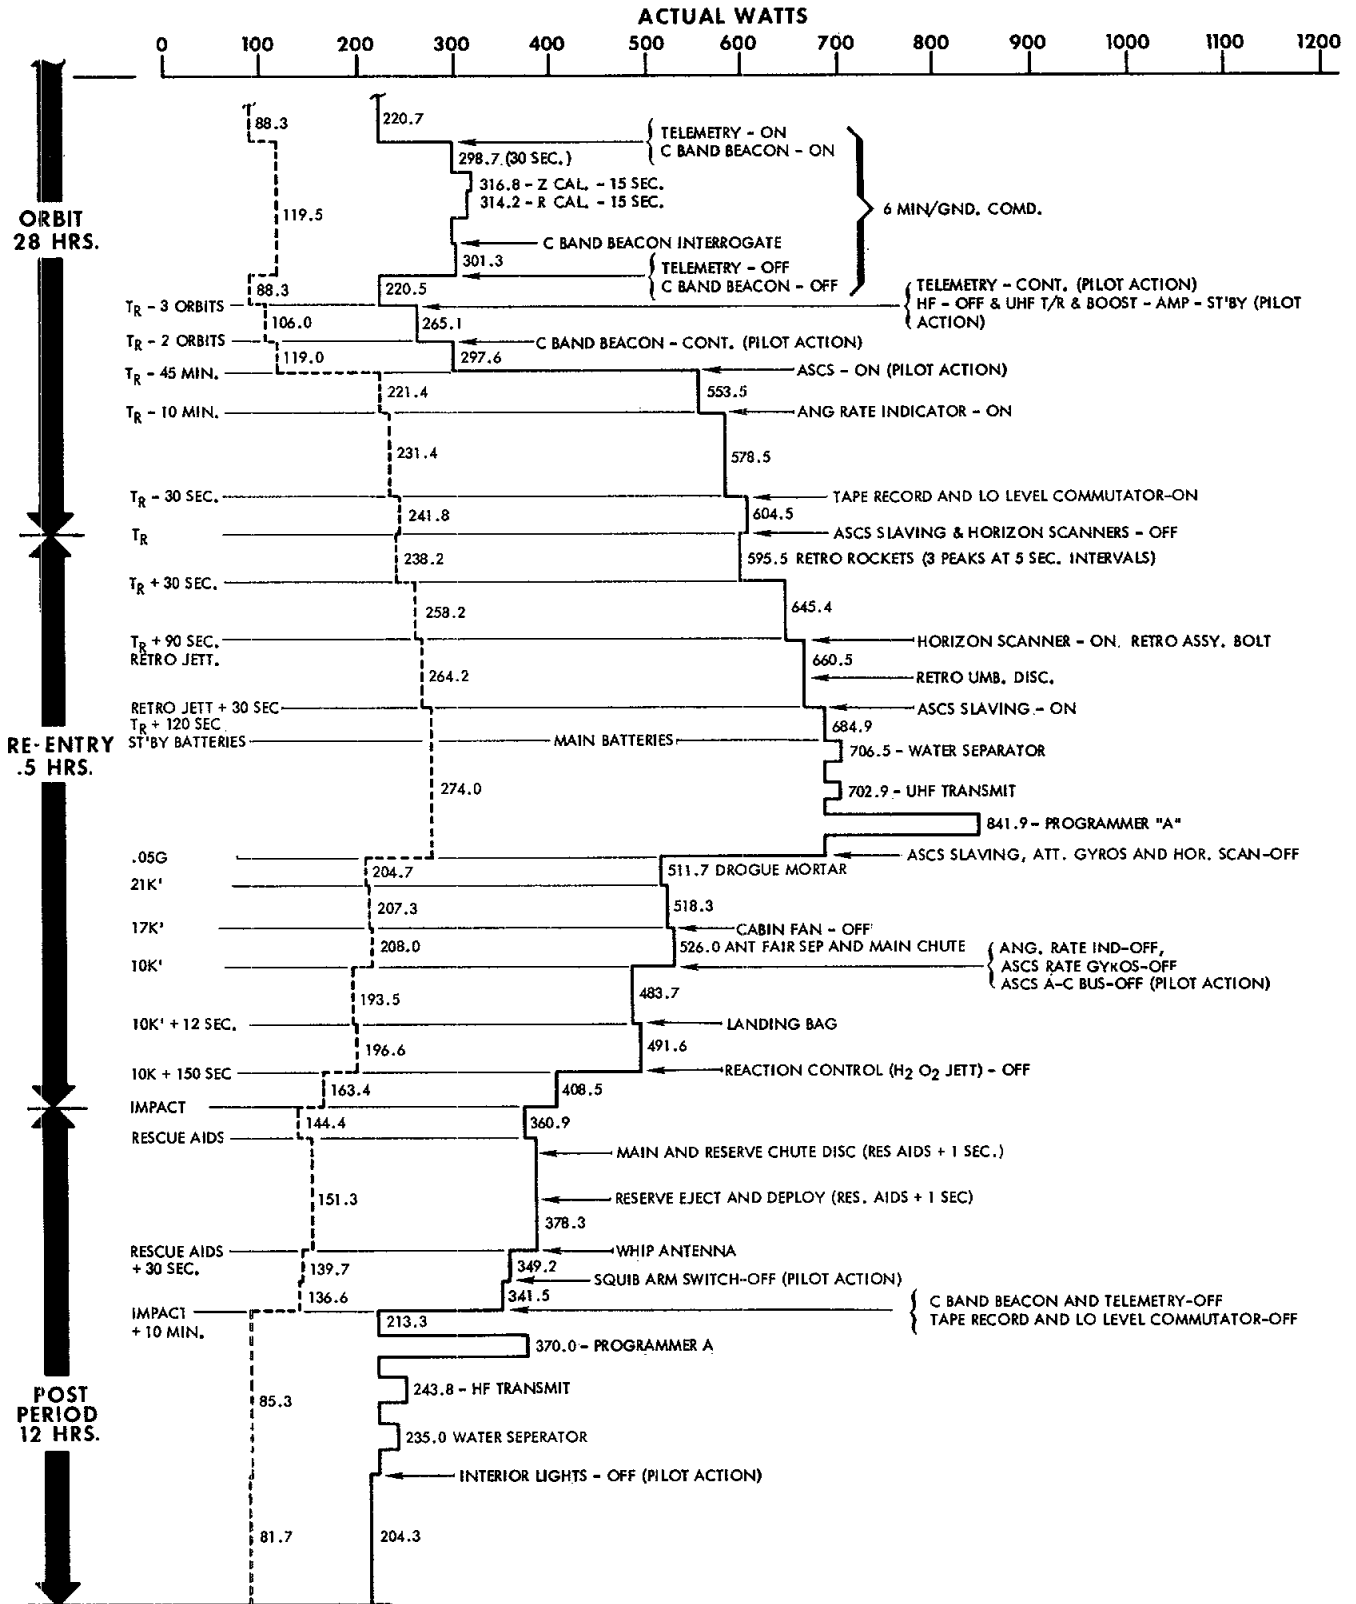 ACTUAL WATTS
0 100 200 300 400 500 600 700 800 900 1000 1100 1200
88.3
220.7
TELEMETRY - ON
C BAND BEACON - ON
298.7 (30 SEC.)
316.8 - Z CAL. - 15 SEC.
314.2 - R CAL. - 15 SEC.
119.5
6 MIN/GND. COMD.
ORBIT
28 HRS.
C BAND BEACON INTERROGATE
301.3
TELEMETRY - OFF
C BAND BEACON - OFF
88.3
220.5
TELEMETRY - CONT. (PILOT ACTION)
HF - OFF & UHF T/R & BOOST - AMP - ST'BY (PILOT
ACTION)
TR - 3 ORBITS
106.0
265.1
TR - 2 ORBITS
C BAND BEACON - CONT. (PILOT ACTION)
119.0
297.6
TR - 45 MIN.
ASCS - ON (PILOT ACTION)
221.4
553.5
TR - 10 MIN.
ANG RATE INDICATOR - ON
231.4
578.5
TR - 30 SEC.
TAPE RECORD AND LO LEVEL COMMUTATOR-ON
241.8
604.5
TR
ASCS SLAVING & HORIZON SCANNERS - OFF
238.2
595.5 RETRO ROCKETS (3 PEAKS AT 5 SEC. INTERVALS)
TR + 30 SEC.
258.2
645.4
TR + 90 SEC.
RETRO JETT.
HORIZON SCANNER - ON. RETRO ASSY. BOLT
660.5
264.2
RETRO UMB. DISC.
RETRO JETT + 30 SEC
ASCS SLAVING - ON
TR + 120 SEC
684.9
ST'BY BATTERIES
MAIN BATTERIES
RE-ENTRY
.5 HRS.
706.5 - WATER SEPARATOR
274.0
702.9 - UHF TRANSMIT
841.9 - PROGRAMMER "A"
.05G
ASCS SLAVING, ATT. GYROS AND HOR. SCAN-OFF
204.7
511.7 DROGUE MORTAR
21K'
207.3
518.3
17K'
CABIN FAN - OFF
208.0
526.0 ANT FAIR SEP AND MAIN CHUTE
ANG. RATE IND-OFF,
ASCS RATE GYROS-OFF
ASCS A-C BUS-OFF (PILOT ACTION)
10K'
193.5
483.7
10K' + 12 SEC.
LANDING BAG
196.6
491.6
10K + 150 SEC
REACTION CONTROL (H2 O2 JETT) - OFF
163.4
408.5
IMPACT
144.4
360.9
RESCUE AIDS
MAIN AND RESERVE CHUTE DISC (RES AIDS + 1 SEC.)
151.3
RESERVE EJECT AND DEPLOY (RES. AIDS + 1 SEC)
378.3
RESCUE AIDS
+ 30 SEC.
WHIP ANTENNA
139.7
349.2
SQUIB ARM SWITCH-OFF (PILOT ACTION)
136.6
341.5
IMPACT
+ 10 MIN.
C BAND BEACON AND TELEMETRY-OFF
TAPE RECORD AND LO LEVEL COMMUTATOR-OFF
213.3
370.0 - PROGRAMMER A
POST
PERIOD
12 HRS.
85.3
243.8 - HF TRANSMIT
235.0 WATER SEPERATOR
INTERIOR LIGHTS - OFF (PILOT ACTION)
81.7
204.3